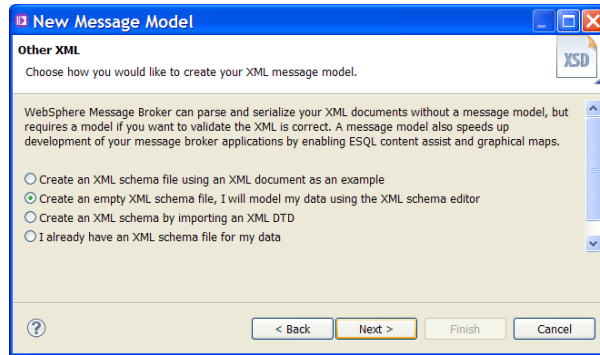 New Message Model
Other XML
Choose how you would like to create your XML message model.
XSD
WebSphere Message Broker can parse and serialize your XML documents without a message model, but
requires a model if you want to validate the XML is correct. A message model also speeds up
development of your message broker applications by enabling ESQL content assist and graphical maps.
Create an XML schema file using an XML document as an example
Create an empty XML schema file, I will model my data using the XML schema editor
Create an XML schema by importing an XML DTD
I already have an XML schema file for my data
? < Back Next > Finish Cancel